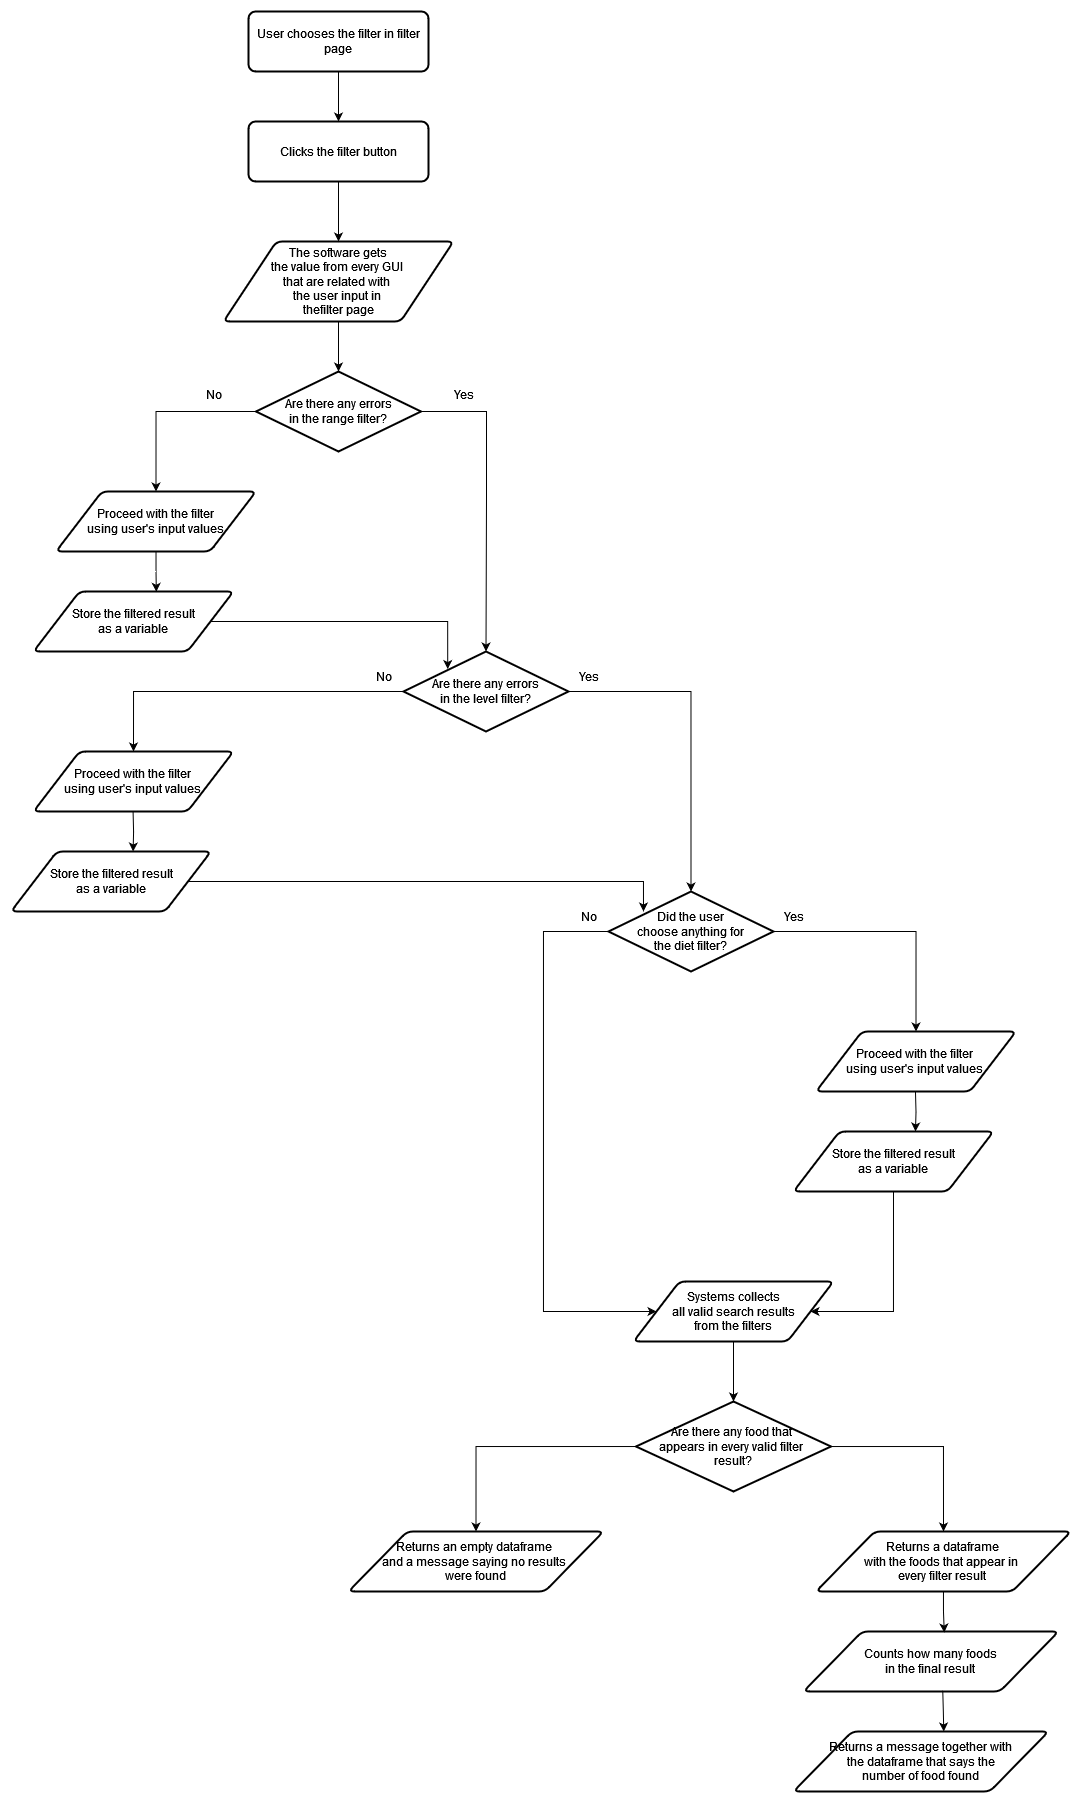 User chooses the filter in filter
page
Clicks the filter button
The software gets
the value from every GUI
that are related with
the user input in
thefilter page
No
Yes
Are there any errors
in the range filter?
Proceed with the filter
using user's input values
Store the filtered result
as a variable
No
Yes
Are there any errors
in the level filter?
Proceed with the filter
using user's input values
Store the filtered result
as a variable
No
Yes
Did the user
choose anything for
the diet filter?
Proceed with the filter
using user's input values
Store the filtered result
as a variable
Systems collects
all valid search results
from the filters
Are there any food that
appears in every valid filter
result?
Returns an empty dataframe
and a message saying no results
were found
Returns a dataframe
with the foods that appear in
every filter result
Counts how many foods
in the final result
Returns a message together with
the dataframe that says the
number of food found